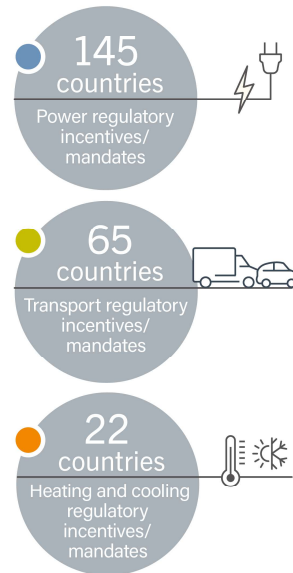 145
countries
Power regulatory
incentives/
mandates
65
countries
Transport regulatory
incentives/
mandates
22
countries
Heating and cooling
regulatory
incentives/
mandates